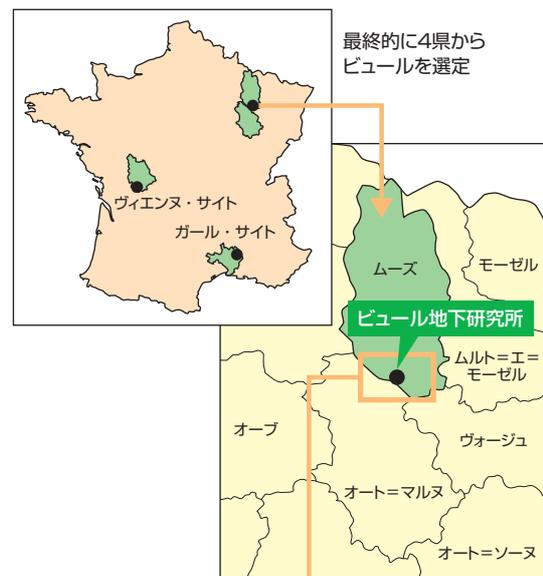 最終的に4県から
ビュールを選定
ヴィエンヌ・サイト
ガール・サイト
ムーズ
モーゼル
ビュール地下研究所
ムルト=エ=
モーゼル
オーブ
ヴォージュ
オート=マルヌ
オート=ソーヌ